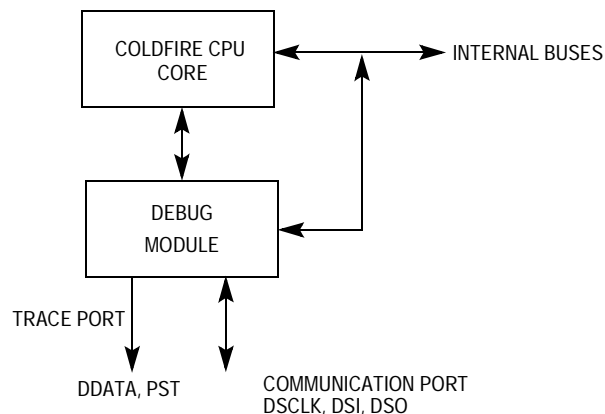 COLDFIRE CPU
CORE
INTERNAL BUSES
DEBUG
MODULE
TRACE PORT
DDATA, PST
COMMUNICATION PORT
DSCLK, DSI, DSO